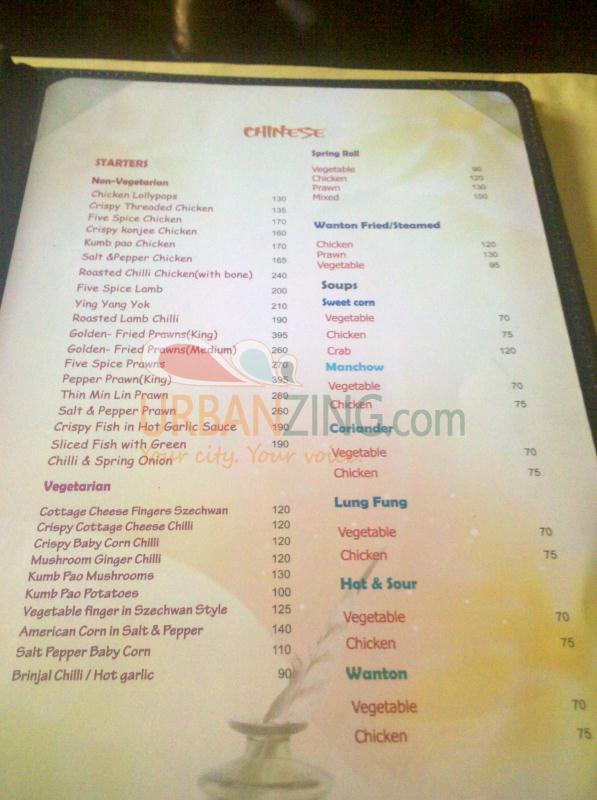 CHINESE
STARTERS
Non-Vegetarian
Chicken Lollypops 130
Crispy Threaded Chicken 135
Five Spice Chicken 170
Crispy konjee Chicken 160
Kumb pao Chicken 170
Salt &Pepper Chicken 165
Roasted Chilli Chicken(with bone) 240
Five Spice Lamb 200
Ying Yang Yok 210
Roasted Lamb Chilli 190
Golden- Fried Prawns(King) 395
Golden- Fried Prawns(Medium) 260
Five Spice Prawns 270
Pepper Prawn(King) 395
Thin Min Lin Prawn 280
Salt & Pepper Prawn 260
Crispy Fish in Hot Garlic Sauce 190
Sliced Fish with Green 190
Chilli & Spring Onion
Vegetarian
Cottage Cheese Fingers Szechwan 120
Crispy Cottage Cheese Chilli 120
Crispy Baby Corn Chilli 120
Mushroom Ginger Chilli 120
Kumb Pao Mushrooms 130
Kumb Pao Potatoes 100
Vegetable finger in Szechwan Style 125
American Corn in Salt & Pepper 140
Salt Pepper Baby Corn 110
Brinjal Chilli / Hot garlic 90
Spring Roll
Vegetable 90
Chicken 120
Prawn 130
Mixed 150
Wanton Fried/Steamed
Chicken 120
Prawn 130
Vegetable 95
Soups
Sweet corn
Vegetable 70
Chicken 75
Crab 120
Manchow
Vegetable 70
Chicken 75
Coriander
Vegetable 70
Chicken 75
Lung Fung
Vegetable 70
Chicken 75
Hot & Sour
Vegetable 70
Chicken 75
Wanton
Vegetable 70
Chicken 75
URBANZING.com
Your city. Your voice.